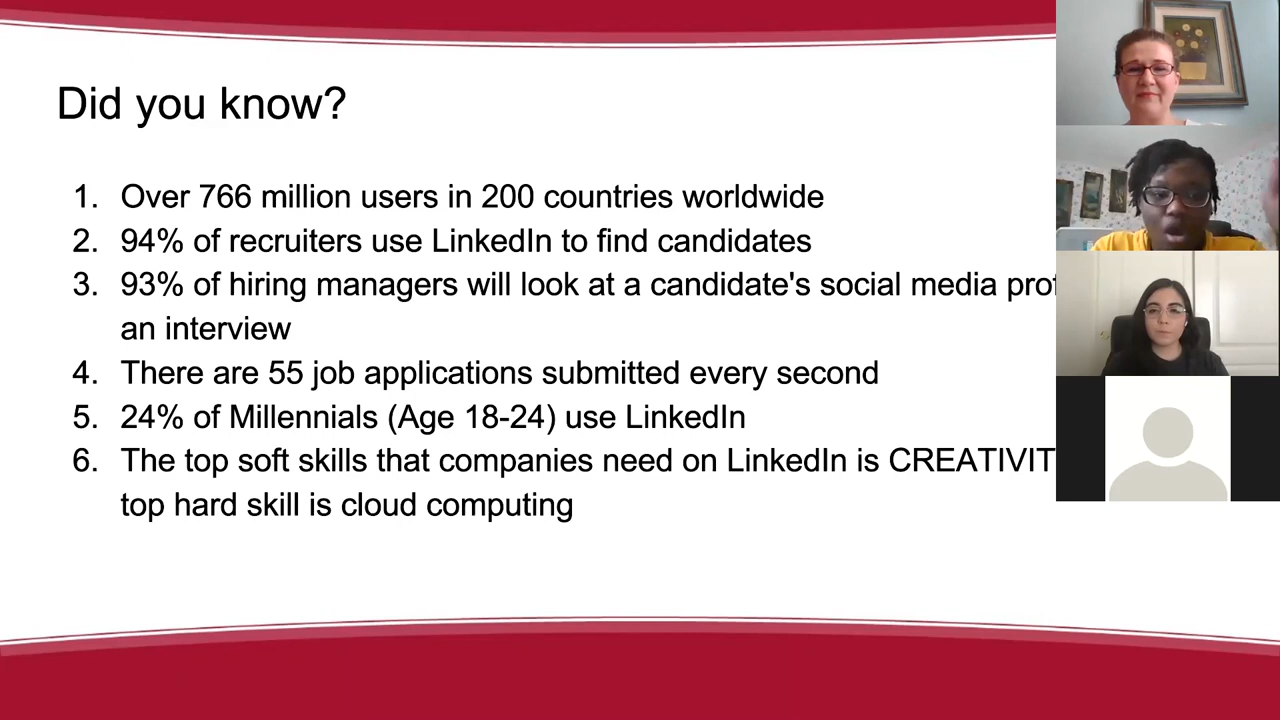 Did you know?
1. Over 766 million users in 200 countries worldwide
2. 94% of recruiters use LinkedIn to find candidates
3. 93% of hiring managers will look at a candidate's social media
an interview
4. There are 55 job applications submitted every second
5. 24% of Millennials (Age 18-24) use LinkedIn
6. The top soft skills that companies need on LinkedIn is
top hard skill is cloud computing